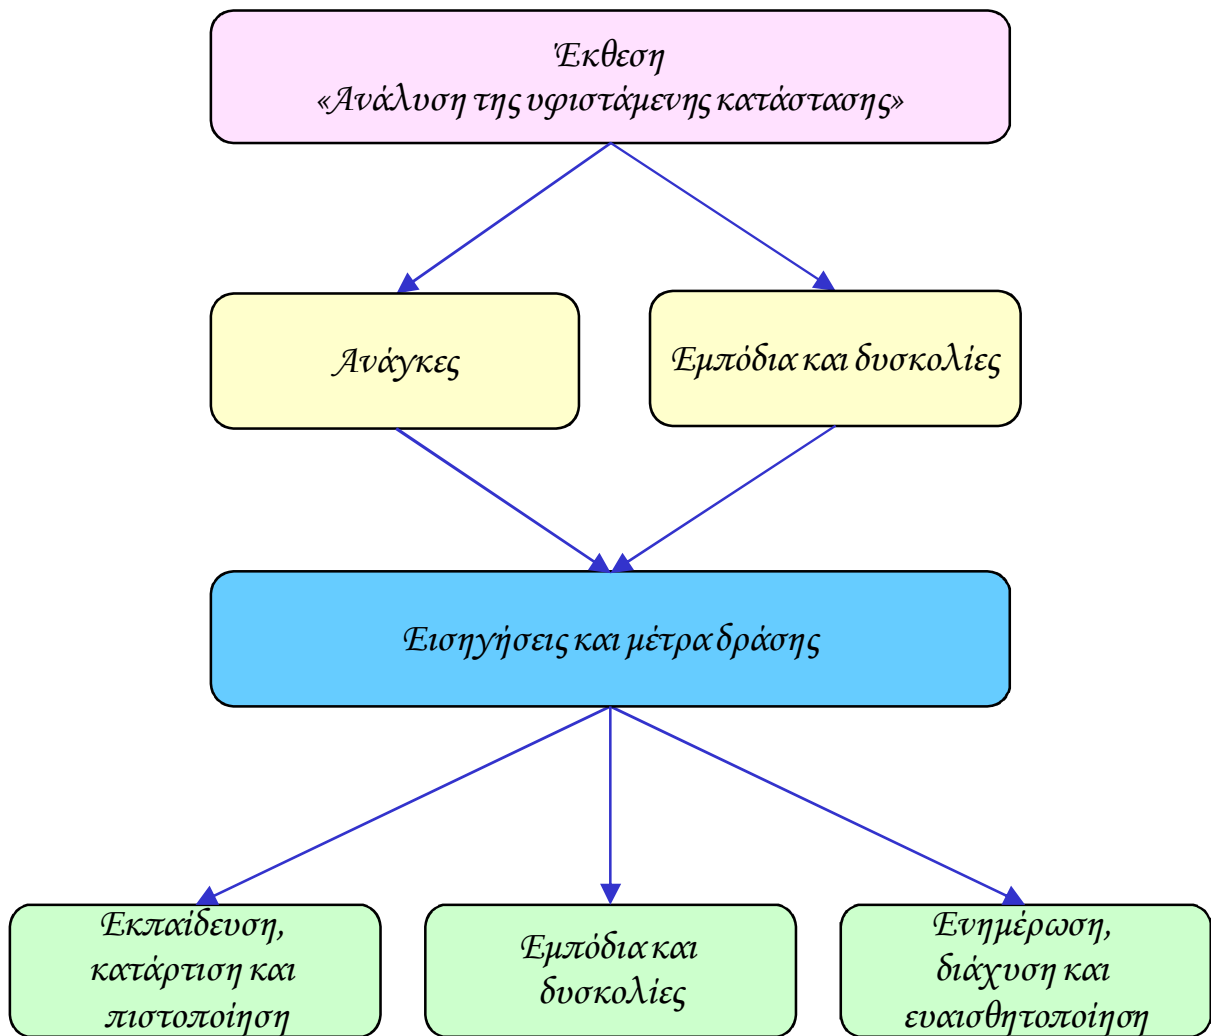 Έκθεση
«Ανάλυση της υφιστάμενης κατάστασης»
Ανάγκες
Εμπόδια και δυσκολίες
Εισηγήσεις και μέτρα δράσης
Εκπαίδευση,
κατάρτιση και
πιστοποίηση
Εμπόδια και
δυσκολίες
Ενημέρωση,
διάχυση και
ευαισθητοποίηση